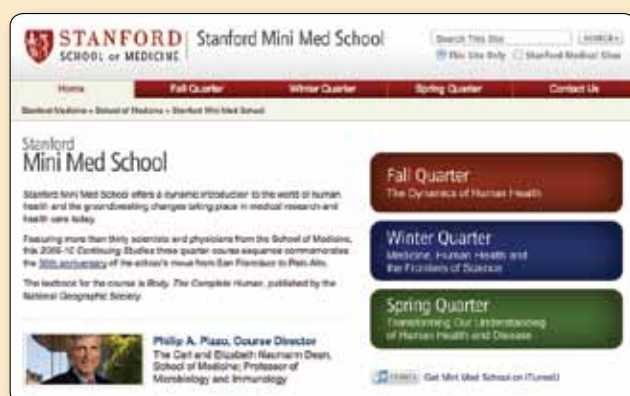 STANFORD
SCHOOL of MEDICINE
Stanford Mini Med School
Search This Site
SEARCH
This Site Only
Stanford Medical Sites
Home
Fall Quarter
Winter Quarter
Spring Quarter
Contact Us
Stanford Medicine » School of Medicine » Stanford Mini Med School
Stanford
Mini Med School
Stanford Mini Med School offers a dynamic introduction to the world of human
health and the groundbreaking changes taking place in medical research and
health care today.
Featuring more than thirty scientists and physicians from the School of Medicine,
this 2009-10 Continuing Studies three quarter course sequence commemorates
the 50th anniversary of the school's move from San Francisco to Palo Alto.
The textbook for the course is Body, The Complete Human, published by the
National Geographic Society.
Philip A. Pizzo, Course Director
The Carl and Elizabeth Naumann Dean,
School of Medicine; Professor of
Microbiology and Immunology
Fall Quarter
The Dynamics of Human Health
Winter Quarter
Medicine, Human Health and
the Frontiers of Science
Spring Quarter
Transforming Our Understanding
of Human Health and Disease
Get Mini Med School on iTunesU